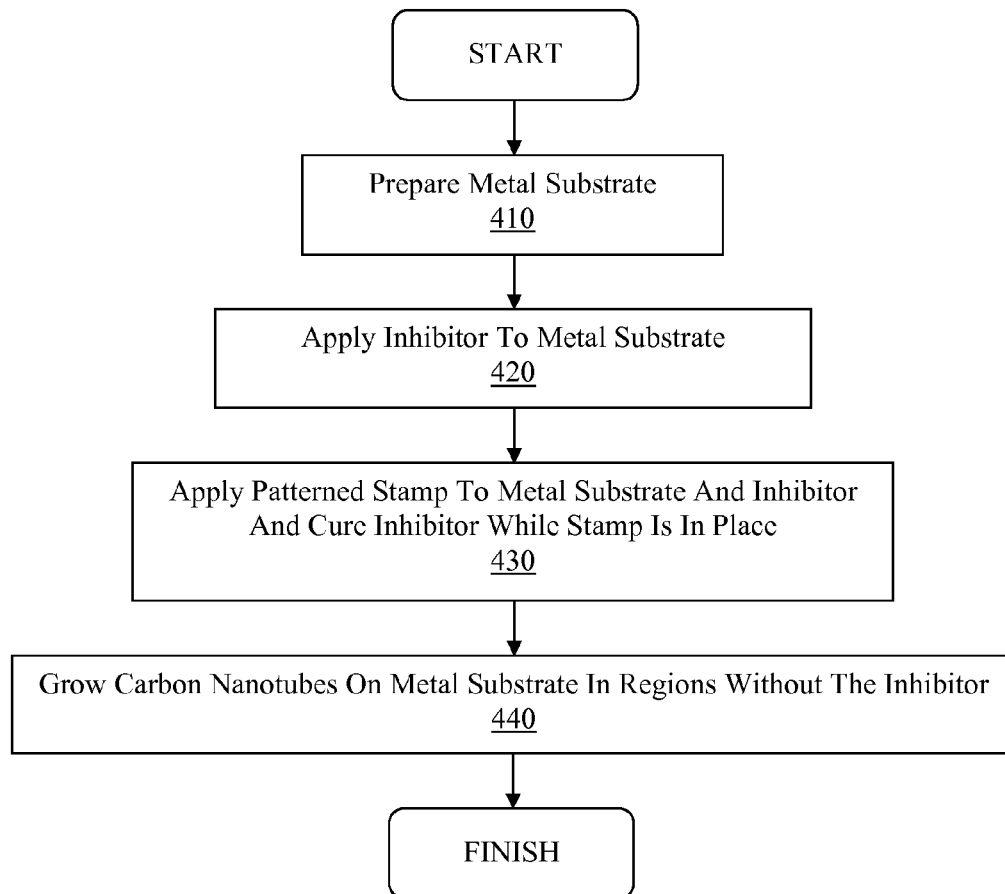 START
Prepare Metal Substrate
410
Apply Inhibitor To Metal Substrate
420
Apply Patterned Stamp To Metal Substrate And Inhibitor
And Cure Inhibitor While Stamp Is In Place
430
Grow Carbon Nanotubes On Metal Substrate In Regions Without The Inhibitor
440
FINISH